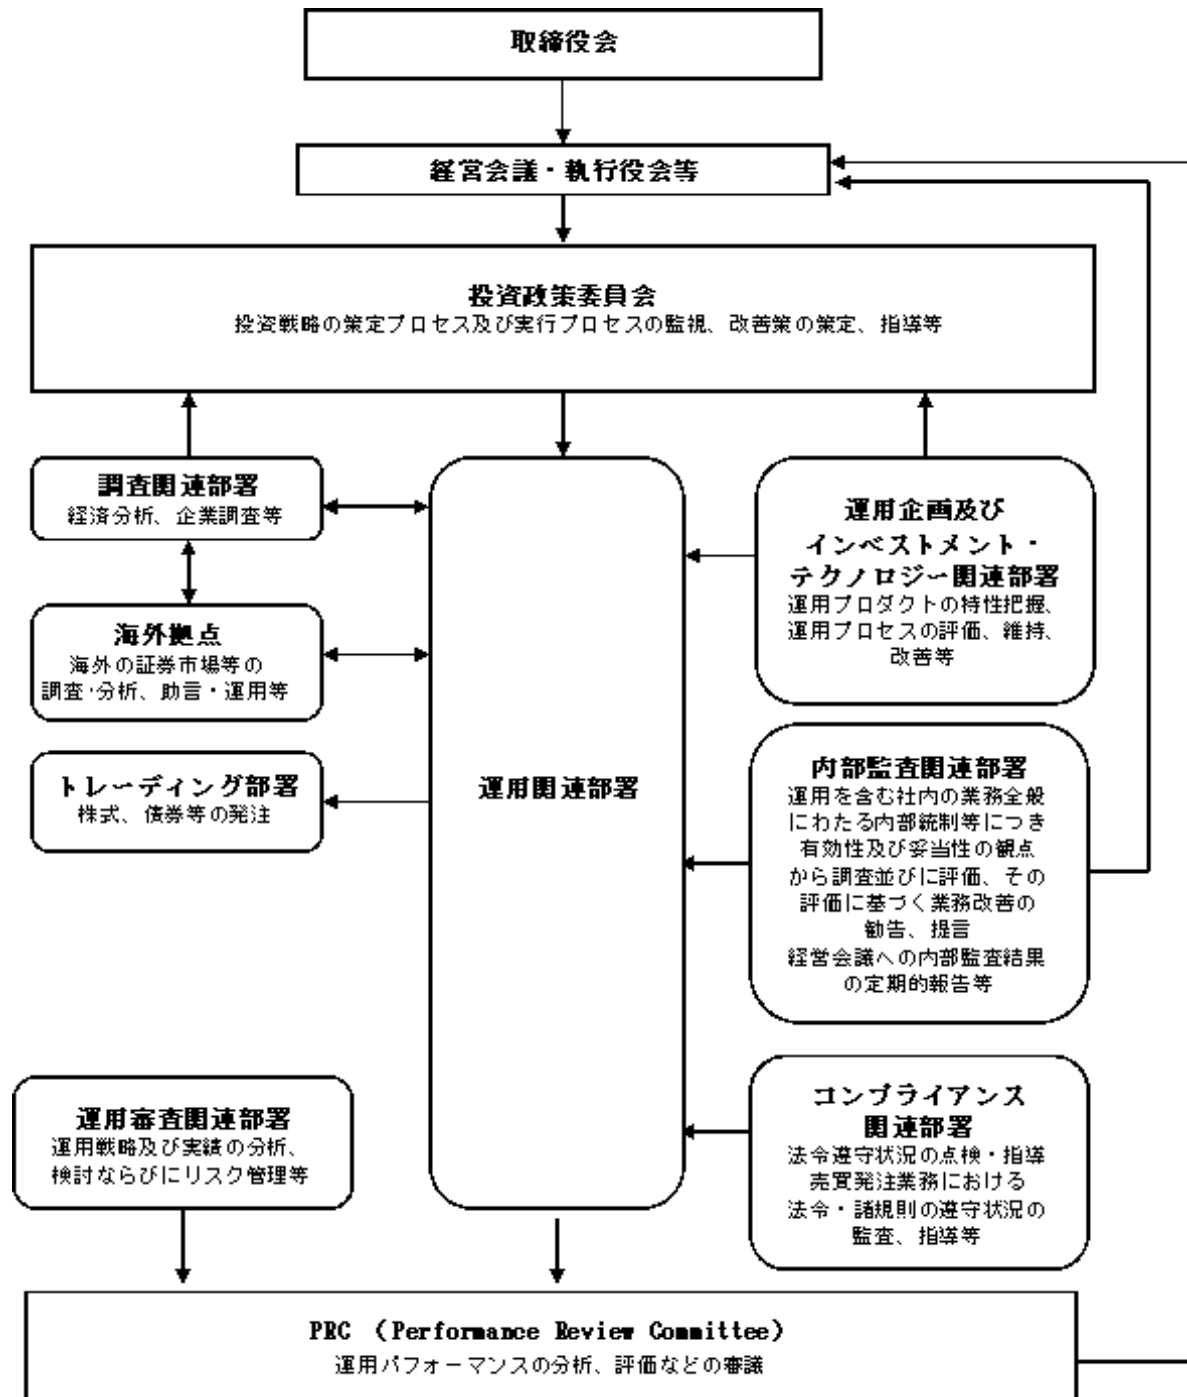 取締役会
経営会議・執行役会等
投資政策委員会
投資戦略の策定プロセス及び実行プロセスの監視、改善策の策定、指導等
調査関連部署
経済分析、企業調査等
海外拠点
海外の証券市場等の
調査・分析、助言・運用等
トレーディング部署
株式、債券等の発注
運用関連部署
運用企画及び
インベストメント・
テクノロジー関連部署
運用プロダクトの特性把握、
運用プロセスの評価、維持、
改善等
内部監査関連部署
運用を含む社内の業務全般
にわたる内部統制等につき
有効性及び妥当性の観点
から調査並びに評価、その
評価に基づく業務改善の
勧告、提言
経営会議への内部監査結果
の定期的報告等
コンプライアンス
関連部署
法令遵守状況の点検・指導
売買発注業務における
法令・諸規則の遵守状況の
監査、指導等
運用審査関連部署
運用戦略及び実績の分析、
検討ならびにリスク管理等
PRC （Performance Review Committee）
運用パフォーマンスの分析、評価などの審議